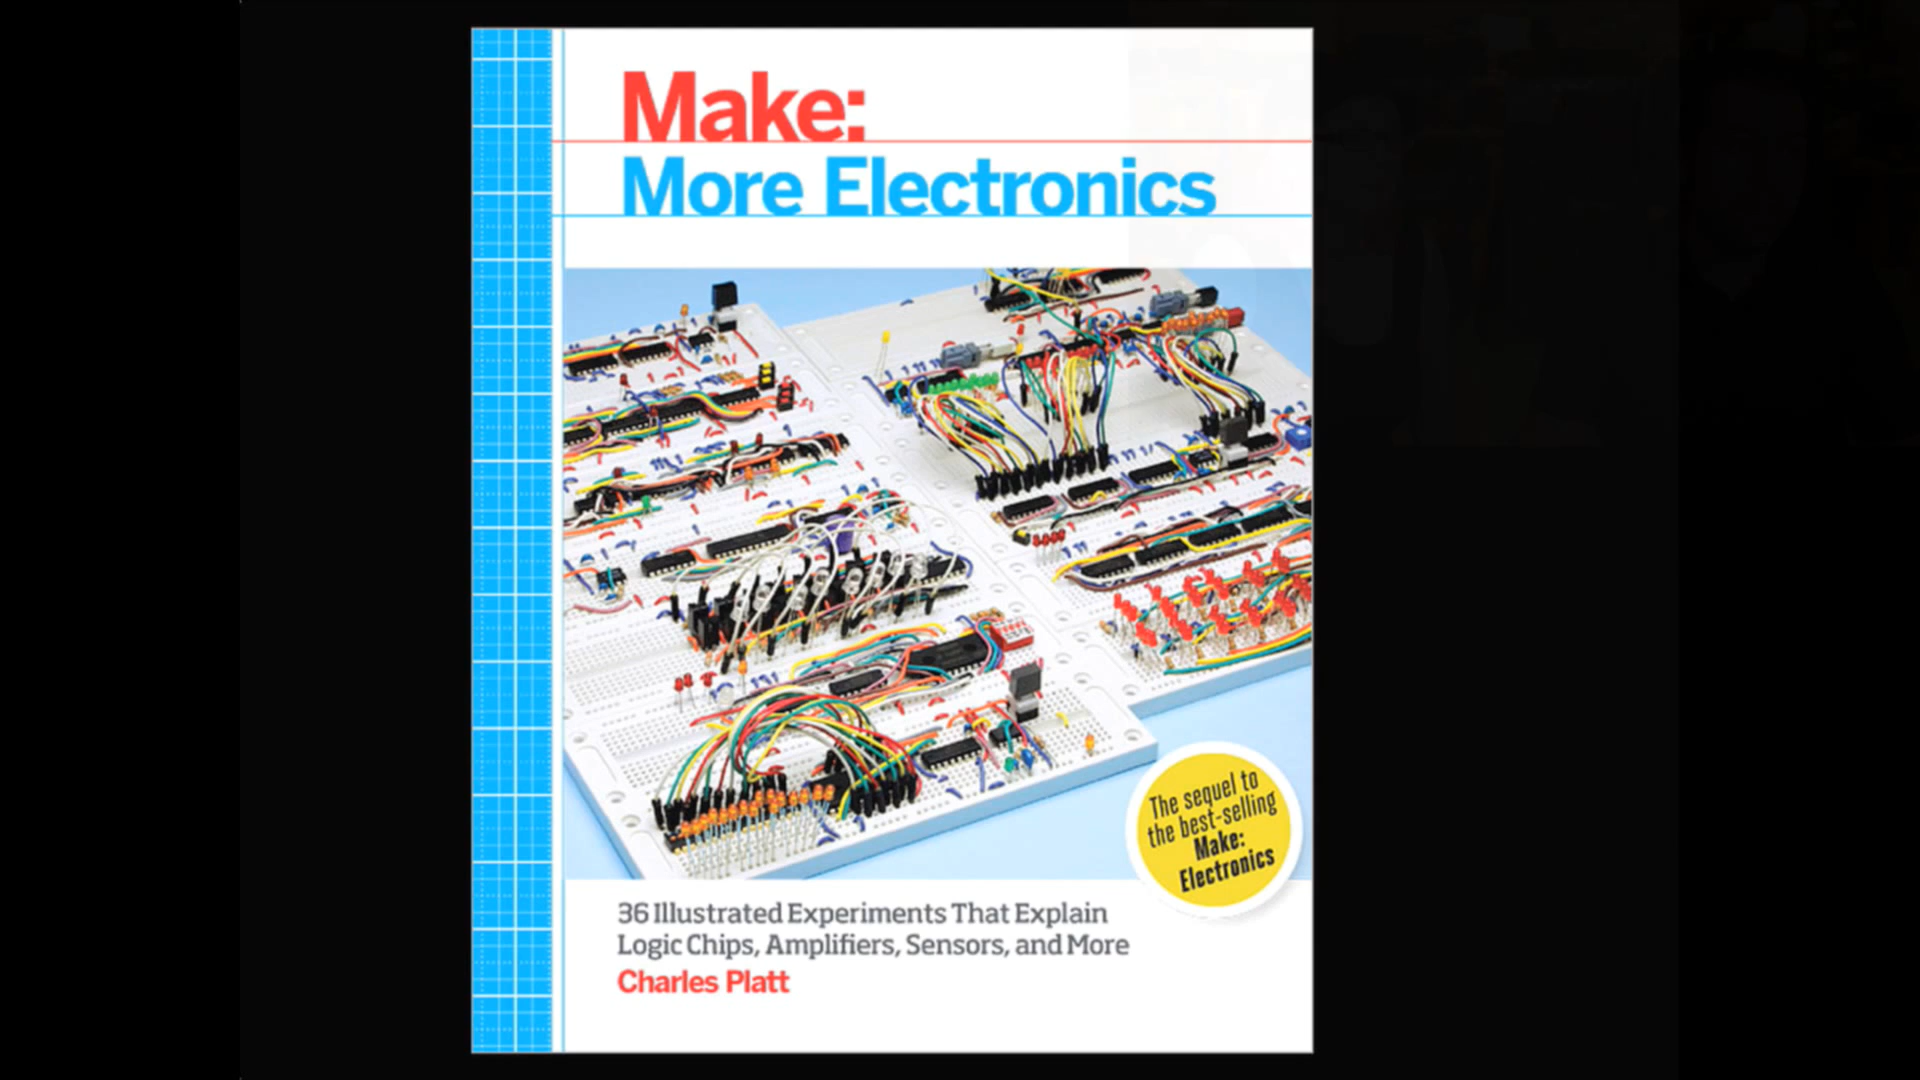 Make:
More Electronics
The sequel to
the best-selling
Make:
Electronics
36 Illustrated Experiments That Explain
Logic Chips, Amplifiers, Sensors, and More
Charles Platt